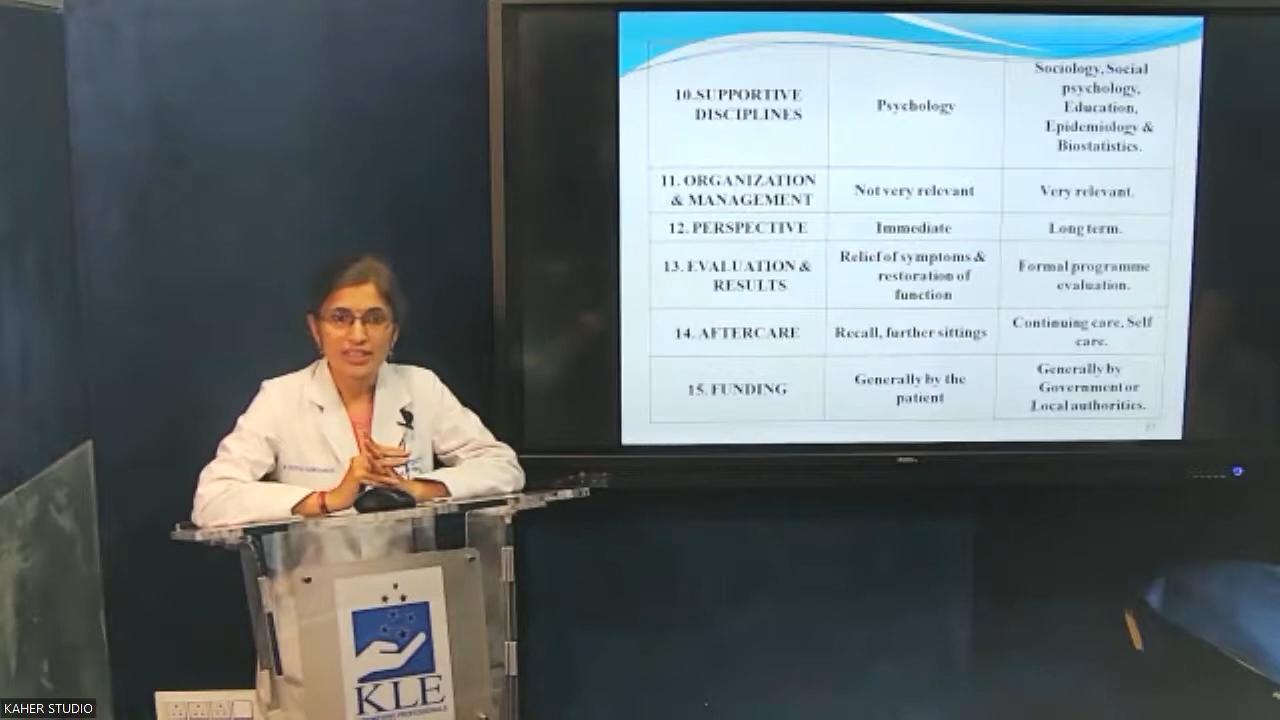 10.SUPPORTIVE
DISCIPLINES
Psychology
Sociology, Social
psychology,
Education,
Epidemiology &
Biostatistics.
11. ORGANIZATION
& MANAGEMENT
Not very relevant
Very relevant.
12. PERSPECTIVE
Immediate
Long term.
13. EVALUATION &
RESULTS
Relief of symptoms &
restoration of
function
Formal programme
evaluation.
14. AFTERCARE
Recall, further sittings
Continuing care, Self
care.
15. FUNDING
Generally by the
patient
Generally by
Government or
Local authorities.
KLE
KAHER STUDIO